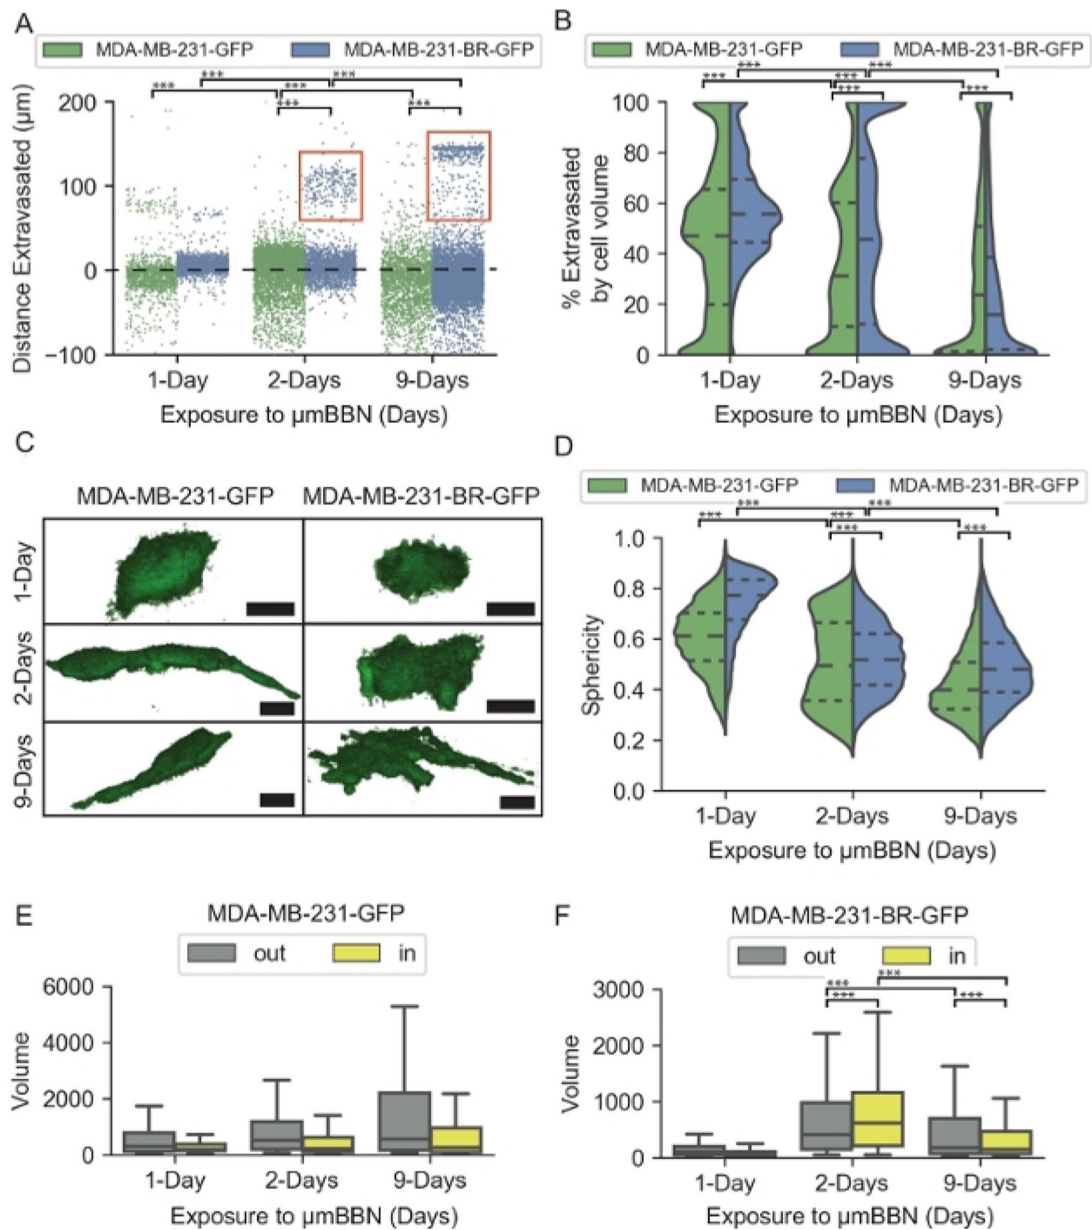 A
MDA-MB-231-GFP MDA-MB-231-BR-GFP
*** *** ***
*** *** ***
*** ***
Distance Extravasated (µm)
200
100
0
−100
1-Day 2-Days 9-Days
Exposure to µmBBN (Days)
B
MDA-MB-231-GFP MDA-MB-231-BR-GFP
*** ***
*** *** ***
*** ***
% Extravasated
by cell volume
100
80
60
40
20
0
1-Day 2-Days 9-Days
Exposure to µmBBN (Days)
C
MDA-MB-231-GFP MDA-MB-231-BR-GFP
1-Day
2-Days
9-Days
D
MDA-MB-231-GFP MDA-MB-231-BR-GFP
*** ***
*** *** ***
*** ***
Sphericity
1.0
0.8
0.6
0.4
0.2
0.0
1-Day 2-Days 9-Days
Exposure to µmBBN (Days)
E
MDA-MB-231-GFP
out in
Volume
6000
4000
2000
0
1-Day 2-Days 9-Days
Exposure to µmBBN (Days)
F
MDA-MB-231-BR-GFP
out in
***
***
*** ***
Volume
3000
2000
1000
0
1-Day 2-Days 9-Days
Exposure to µmBBN (Days)